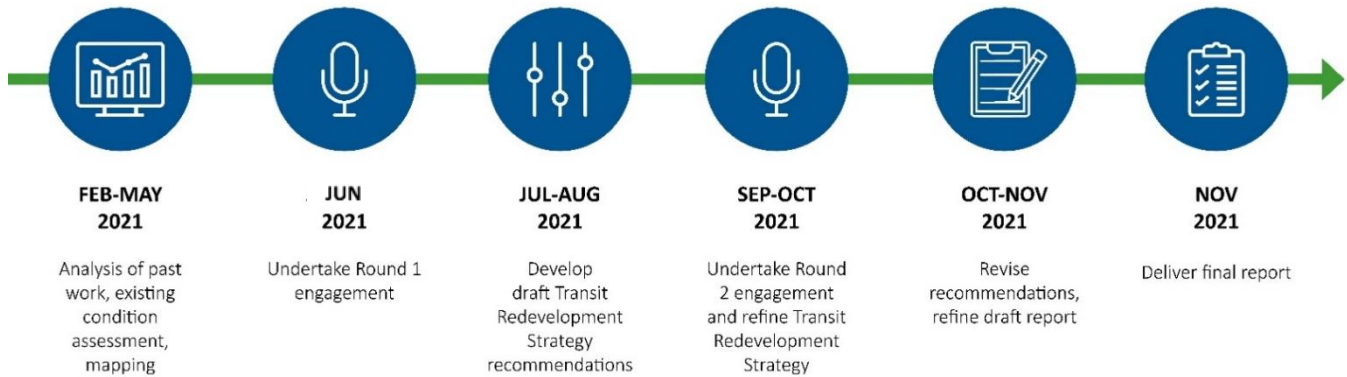 FEB-MAY
2021
Analysis of past
work, existing
condition
assessment,
mapping
JUN
2021
Undertake Round 1
engagement
JUL-AUG
2021
Develop
draft Transit
Redevelopment
Strategy
recommendations
SEP-OCT
2021
Undertake Round
2 engagement
and refine Transit
Redevelopment
Strategy
OCT-NOV
2021
Revise
recommendations,
refine draft report
NOV
2021
Deliver final report